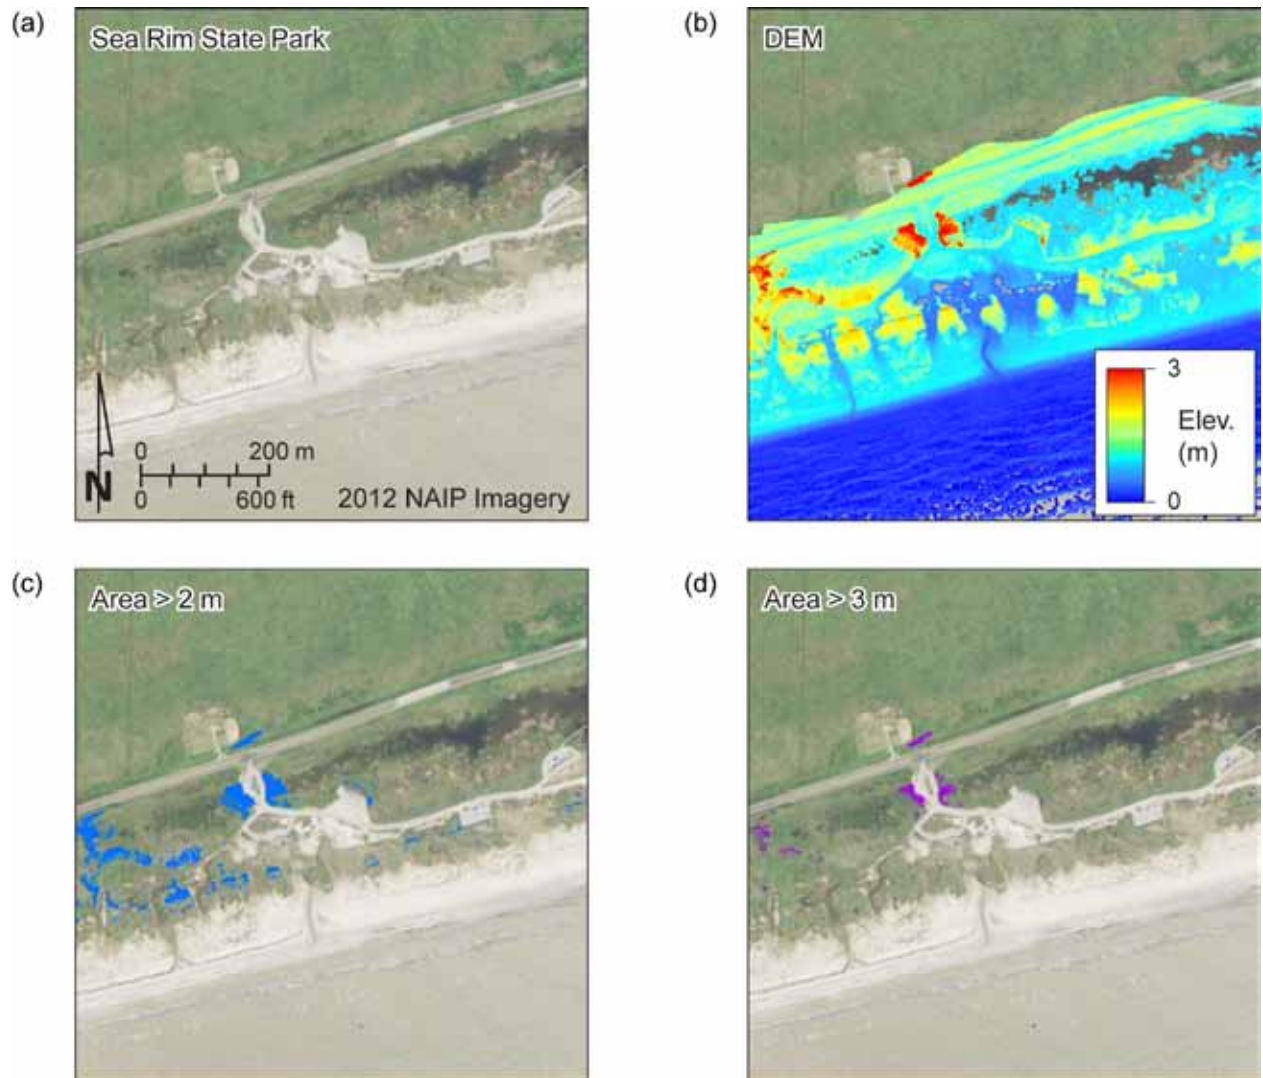 (a)
Sea Rim State Park
0 200 m
0 600 ft
N
2012 NAIP Imagery
(b)
DEM
3
Elev.
(m)
0
(c)
Area > 2 m
(d)
Area > 3 m